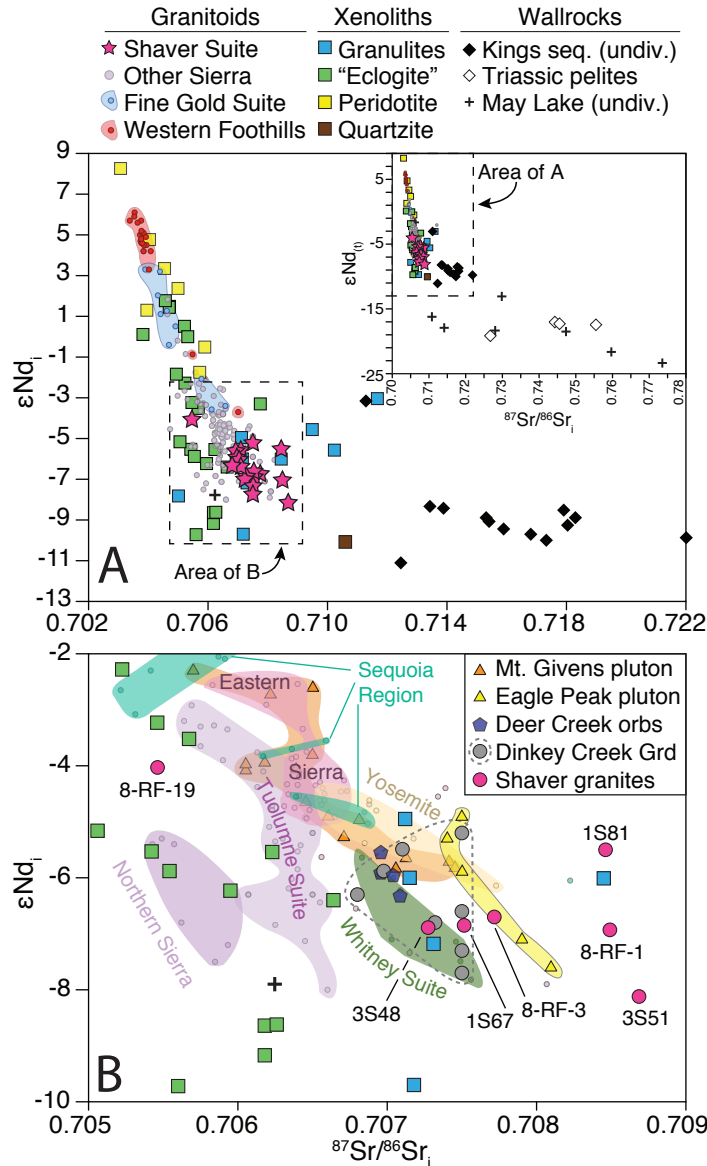 Granitoids Xenoliths Wallrocks
Shaver Suite Granulites Kings seq. (undiv.)
Other Sierra “Eclogite” Triassic pelites
Fine Gold Suite Peridotite May Lake (undiv.)
Western Foothills Quartzite
9
7
5
3
1
-1
-3
-5
-7
-9
-11
-13
εNdi
0.702 0.706 0.710 0.714 0.718 0.722
A
Area of B
Area of A
5
-5
-15
-25
εNd(t)
0.70 0.71 0.72 0.73 0.74 0.75 0.76 0.77 0.78
87Sr/86Sri
-2
-4
-6
-8
-10
εNdi
B
Eastern
Sequoia
Region
Sierra
Yosemite
Tuolumne Suite
Northern Sierra
Whitney Suite
Mt. Givens pluton
Eagle Peak pluton
Deer Creek orbs
Dinkey Creek Grd
Shaver granites
8-RF-19
1S81
8-RF-1
3S51
8-RF-3
1S67
3S48
0.705 0.706 0.707 0.708 0.709
87Sr/86Sri